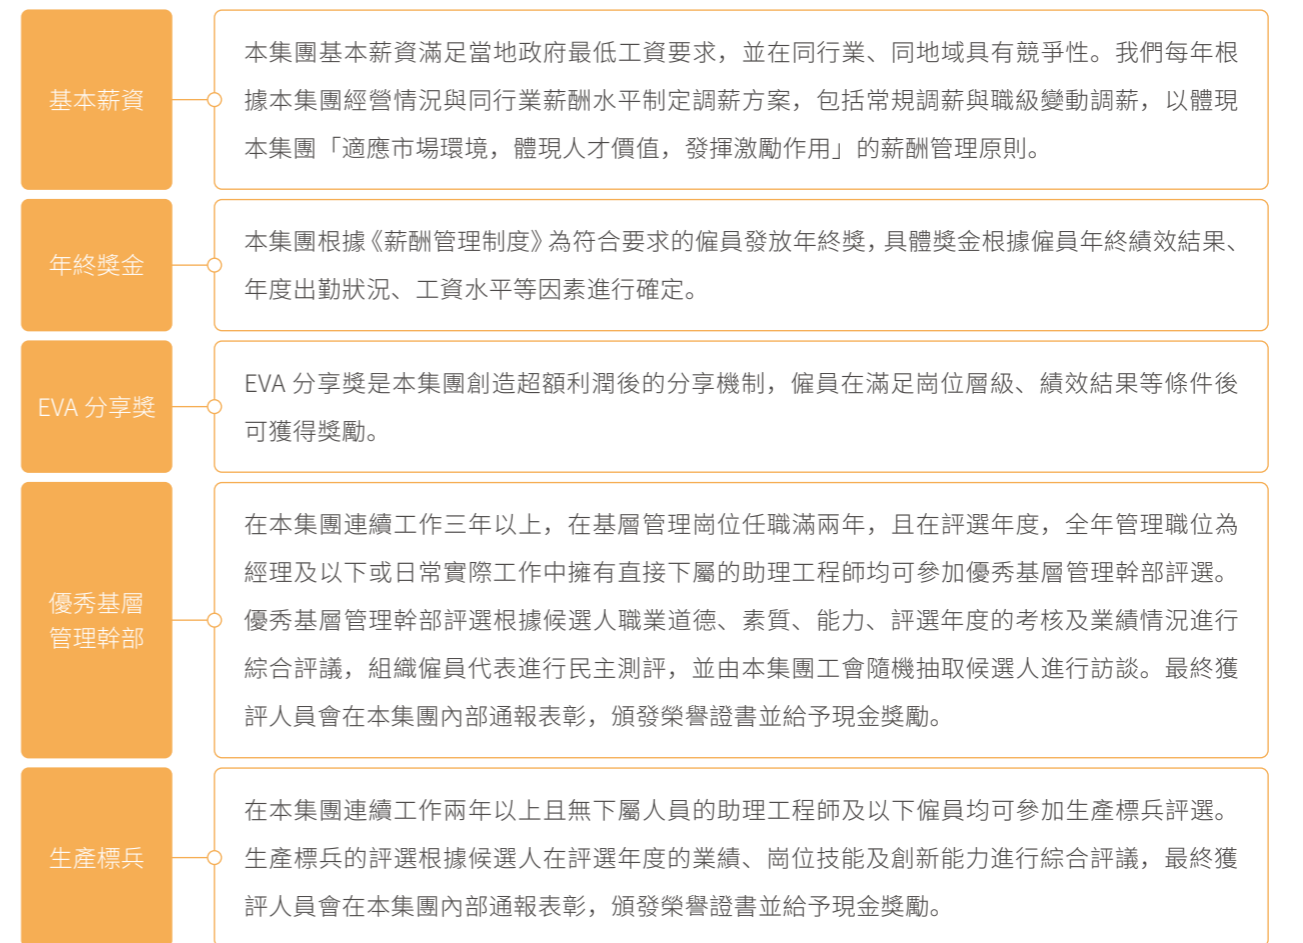 基本薪資
本集團基本薪資滿足當地政府最低工資要求，並在同行業、同地域具有競爭性。我們每年根
據本集團經營情況與同行業薪酬水平制定調薪方案，包括常規調薪與職級變動調薪，以體現
本集團「適應市場環境，體現人才價值，發揮激勵作用」的薪酬管理原則。
年終獎金
本集團根據《薪酬管理制度》為符合要求的僱員發放年終獎，具體獎金根據僱員年終績效結果、
年度出勤狀況、工資水平等因素進行確定。
EVA 分享獎
EVA 分享獎是本集團創造超額利潤後的分享機制，僱員在滿足崗位層級、績效結果等條件後
可獲得獎勵。
優秀基層
管理幹部
在本集團連續工作三年以上，在基層管理崗位任職滿兩年，且在評選年度，全年管理職位為
經理及以下或日常實際工作中擁有直接下屬的助理工程師均可參加優秀基層管理幹部評選。
優秀基層管理幹部評選根據候選人職業道德、素質、能力、評選年度的考核及業績情況進行
綜合評議，組織僱員代表進行民主測評，並由本集團工會隨機抽取候選人進行訪談。最終獲
評人員會在本集團內部通報表彰，頒發榮譽證書並給予現金獎勵。
生產標兵
在本集團連續工作兩年以上且無下屬人員的助理工程師及以下僱員均可參加生產標兵評選。
生產標兵的評選根據候選人在評選年度的業績、崗位技能及創新能力進行綜合評議，最終獲
評人員會在本集團內部通報表彰，頒發榮譽證書並給予現金獎勵。